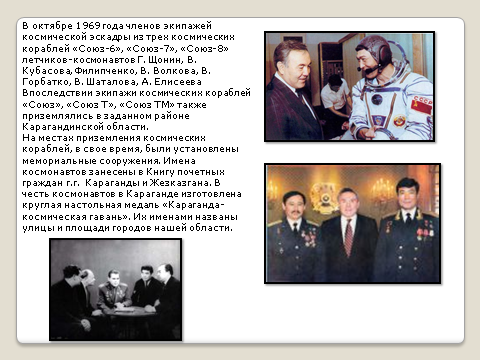 В октябре 1969 года членов экипажей
космической эскадры из трех космических
кораблей «Союз-6», «Союз-7», «Союз-8»
летчиков-космонавтов Г. Щонин, В.
Кубасова,Филипченко, В. Волкова, В.
Горбатко, В. Шаталова, А. Елисеева
Впоследствии экипажи космических кораблей
«Союз», «Союз Т», «Союз ТМ» также
приземлялись в заданном районе
Карагандинской области.
На местах приземления космических
кораблей, в свое время, были установлены
мемориальные сооружения. Имена
космонавтов занесены в Книгу почетных
граждан г.г. Караганды и Жезказгана. В
честь космонавтов в Караганде изготовлена
круглая настольная медаль «Караганда-
космическая гавань». Их именами названы
улицы и площади городов нашей области.